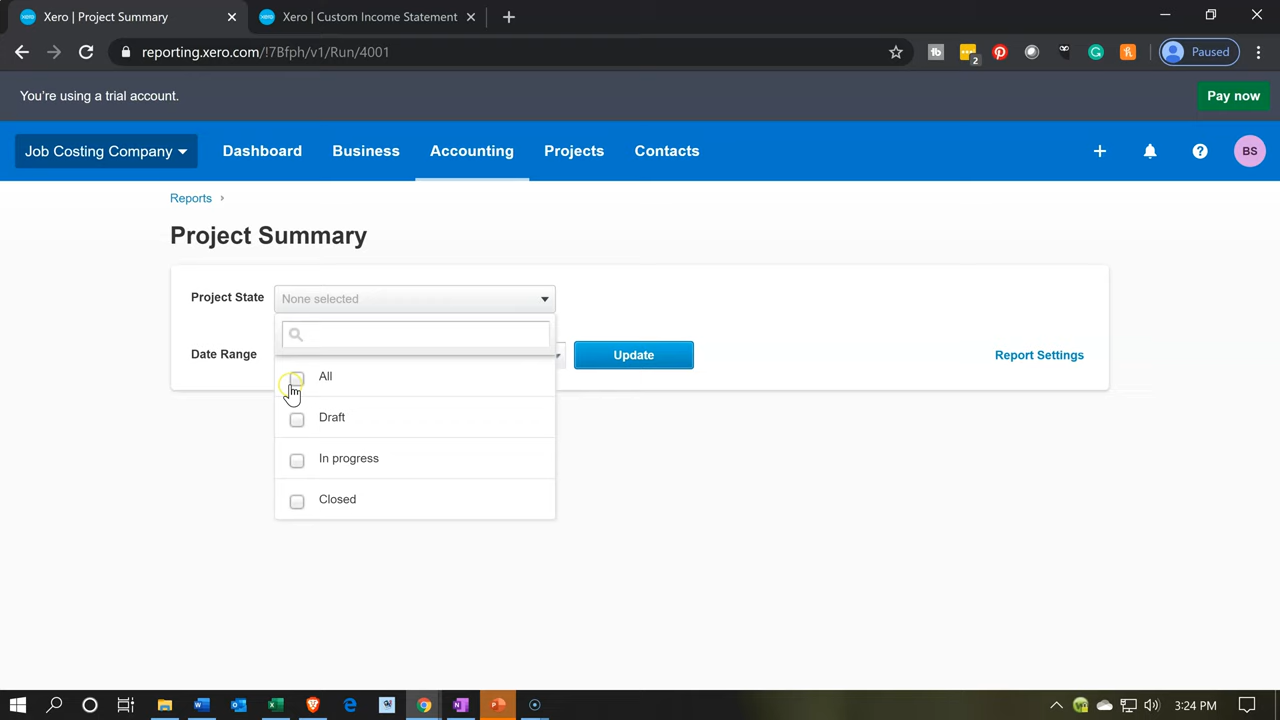 Xero | Project Summary
Xero | Custom Income Statement
reporting.xero.com/!7Bfph/v1/Run/4001
2
Paused
You're using a trial account.
Pay now
Job Costing Company
Dashboard
Business
Accounting
Projects
Contacts
BS
Reports
Project Summary
Project State
None selected
Date Range
Update
Report Settings
All
Draft
In progress
Closed
3:24 PM